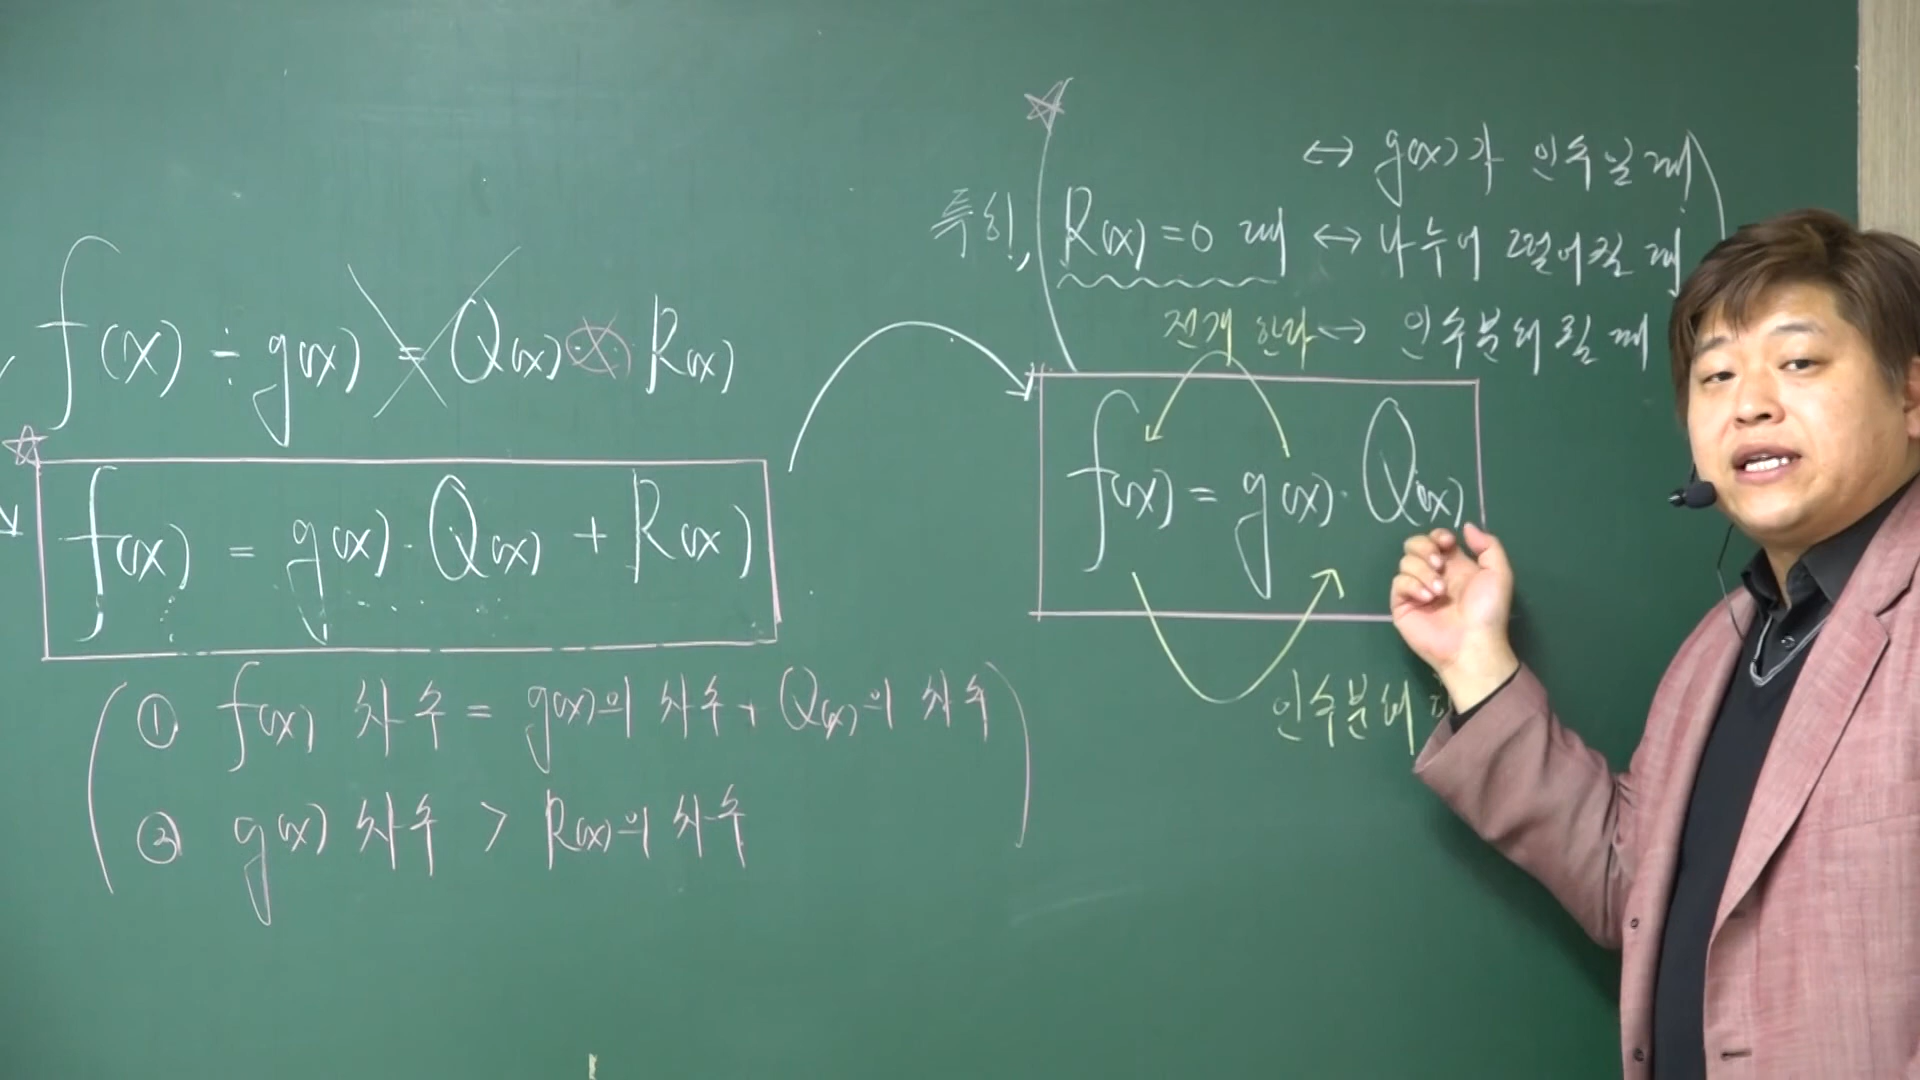 f(x) ÷ g(x) = Q(x) ··· R(x)
f(x) = g(x)·Q(x) + R(x)
① f(x) 차수 = g(x)의 차수 + Q(x)의 차수
② g(x) 차수 > R(x)의 차수
↔ g(x)가 인수일 때
특히, R(x) = 0 때 ↔ 나누어 떨어질 때
전개 한다 ↔ 인수분해 될 때
f(x) = g(x)·Q(x)
인수분해